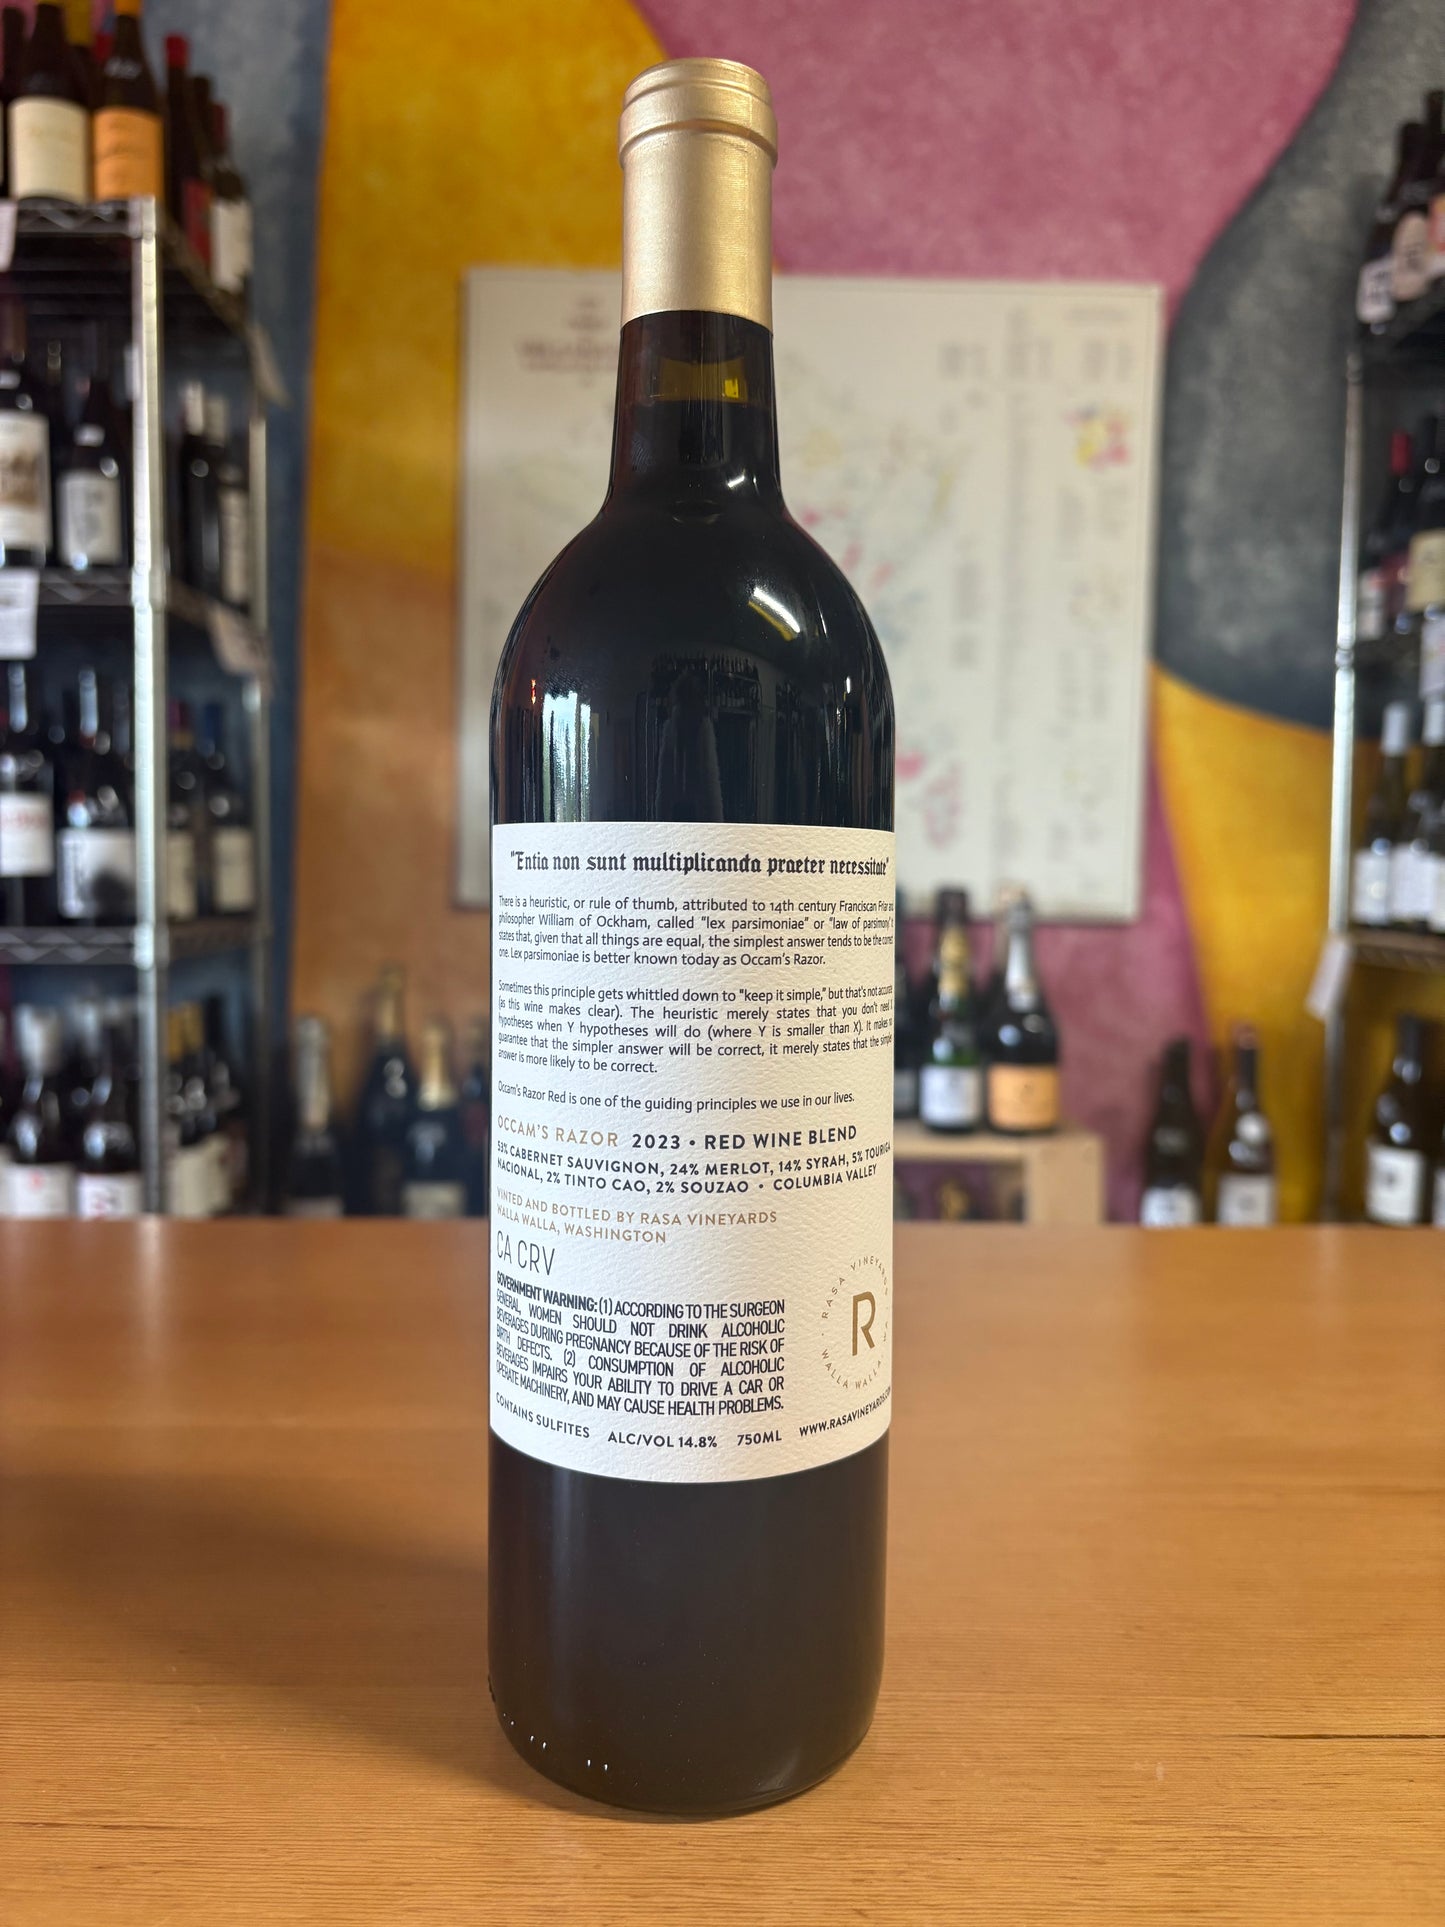 "Entia non sunt multiplicanda praeter necessitate"
There is a heuristic, or rule of thumb, attributed to 14th century Franciscan Friar and
philosopher William of Ockham, called "lex parsimoniae" or "law of parsimony"
states that, given that all things are equal, the simplest answer tends to be the correct
one. Lex parsimoniae is better known today as Occam's Razor.
Sometimes this principle gets whittled down to "keep it simple," but that's not accurate
(as this wine makes clear). The heuristic merely states that you don't need X
hypotheses when Y hypotheses will do (where Y is smaller than X). It makes no
guarantee that the simpler answer will be correct, it merely states that the simple
answer is more likely to be correct.
Occam's Razor Red is one of the guiding principles we use in our lives.
OCCAM'S RAZOR 2023 • RED WINE BLEND
53% CABERNET SAUVIGNON, 24% MERLOT, 14% SYRAH, 5% TOURIGA
NACIONAL, 2% TINTO CAO, 2% SOUZAO • COLUMBIA VALLEY
VINTED AND BOTTLED BY RASA VINEYARDS
WALLA WALLA, WASHINGTON
CA CRV
GOVERNMENT WARNING: (1) ACCORDING TO THE SURGEON
GENERAL, WOMEN SHOULD NOT DRINK ALCOHOLIC
BEVERAGES DURING PREGNANCY BECAUSE OF THE RISK OF
BIRTH DEFECTS. (2) CONSUMPTION OF ALCOHOLIC
BEVERAGES IMPAIRS YOUR ABILITY TO DRIVE A CAR OR
OPERATE MACHINERY, AND MAY CAUSE HEALTH PROBLEMS.
RASA VINEYARDS • WALLA WALLA
R
CONTAINS SULFITES ALC/VOL 14.8% 750ML WWW.RASAVINEYARDS.COM